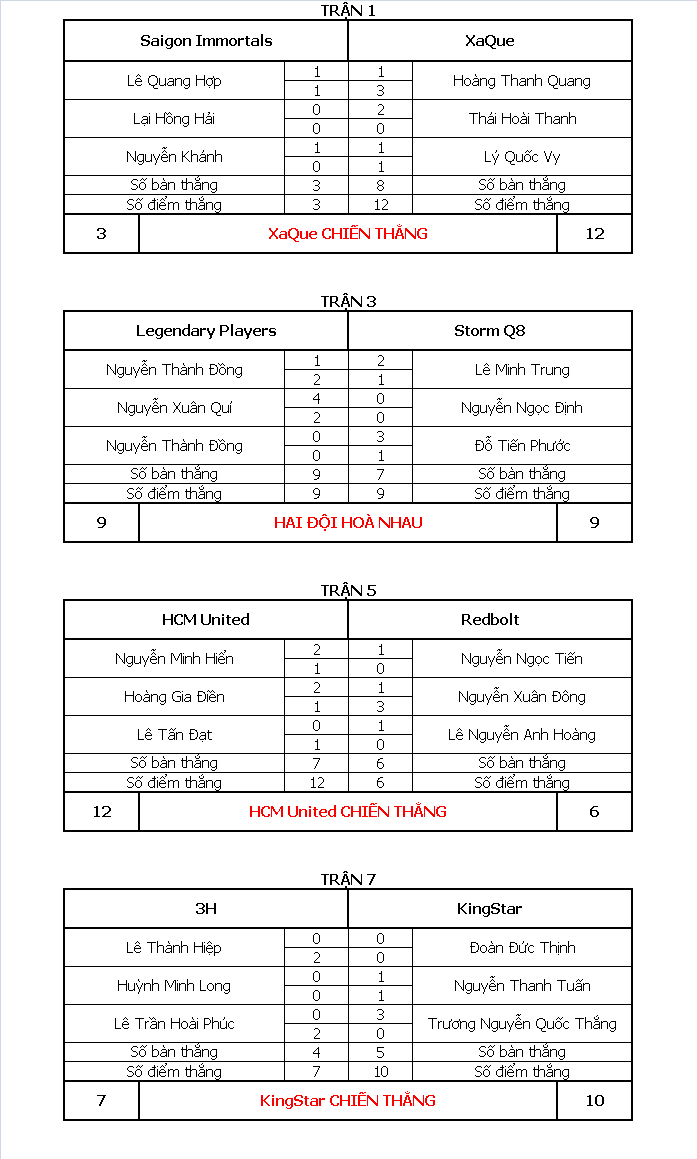 TRẬN 1
Saigon Immortals XaQue
Lê Quang Hợp 1 1 Hoàng Thanh Quang
1 3
Lại Hồng Hải 0 2 Thái Hoài Thanh
0 0
Nguyễn Khánh 1 1 Lý Quốc Vy
0 1
Số bàn thắng 3 8 Số bàn thắng
Số điểm thắng 3 12 Số điểm thắng
3 XaQue CHIẾN THẮNG 12
TRẬN 3
Legendary Players Storm Q8
Nguyễn Thành Đồng 1 2 Lê Minh Trung
2 1
Nguyễn Xuân Quí 4 0 Nguyễn Ngọc Định
2 0
Nguyễn Thành Đồng 0 3 Đỗ Tiến Phước
0 1
Số bàn thắng 9 7 Số bàn thắng
Số điểm thắng 9 9 Số điểm thắng
9 HAI ĐỘI HOÀ NHAU 9
TRẬN 5
HCM United Redbolt
Nguyễn Minh Hiển 2 1 Nguyễn Ngọc Tiến
1 0
Hoàng Gia Điền 2 1 Nguyễn Xuân Đông
1 3
Lê Tấn Đạt 0 1 Lê Nguyễn Anh Hoàng
1 0
Số bàn thắng 7 6 Số bàn thắng
Số điểm thắng 12 6 Số điểm thắng
12 HCM United CHIẾN THẮNG 6
TRẬN 7
3H KingStar
Lê Thành Hiệp 0 0 Đoàn Đức Thịnh
2 0
Huỳnh Minh Long 0 1 Nguyễn Thanh Tuấn
0 1
Lê Trần Hoài Phúc 0 3 Trương Nguyễn Quốc Thắng
2 0
Số bàn thắng 4 5 Số bàn thắng
Số điểm thắng 7 10 Số điểm thắng
7 KingStar CHIẾN THẮNG 10